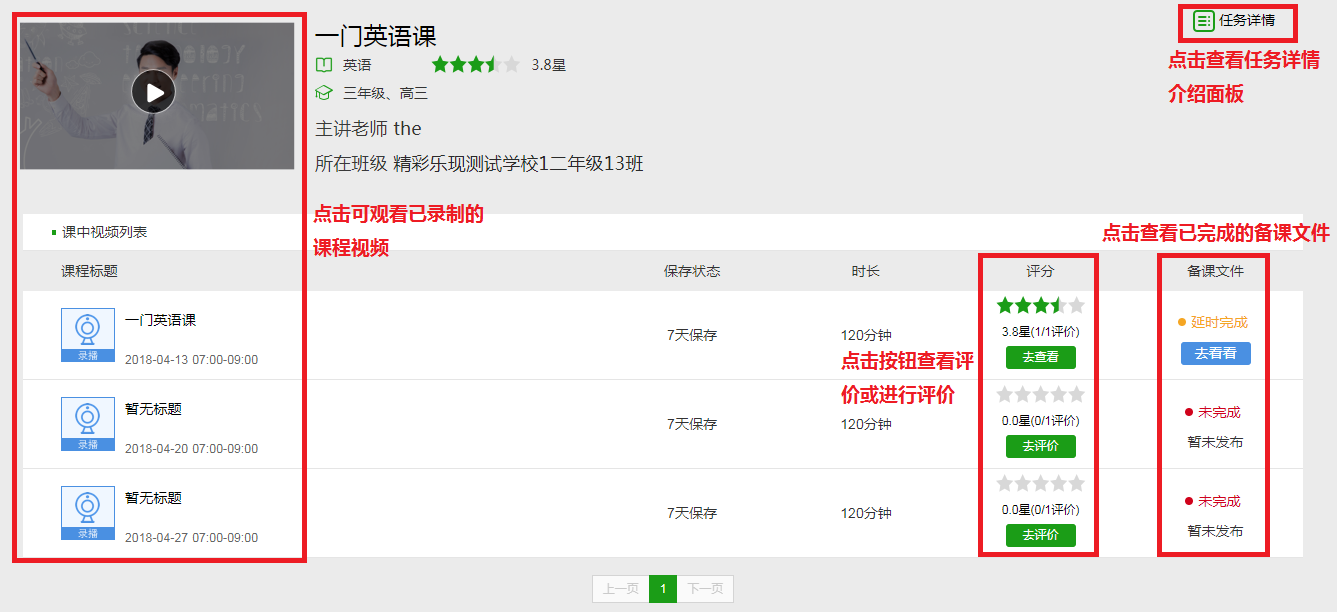 一门英语课
任务详情
英语
3.8星
点击查看任务详情
介绍面板
三年级、高三
主讲老师 the
所在班级 精彩乐现测试学校1二年级13班
点击可观看已录制的
课程视频
课中视频列表
点击查看已完成的备课文件
课程标题 保存状态 时长 评分 备课文件
一门英语课
录播
2018-04-13 07:00-09:00
7天保存
120分钟
3.8星(1/1评价)
去查看
延时完成
去看看
点击按钮查看评
价或进行评价
暂无标题
录播
2018-04-20 07:00-09:00
7天保存
120分钟
0.0星(0/1评价)
去评价
未完成
暂未发布
暂无标题
录播
2018-04-27 07:00-09:00
7天保存
120分钟
0.0星(0/1评价)
去评价
未完成
暂未发布
上一页 1 下一页